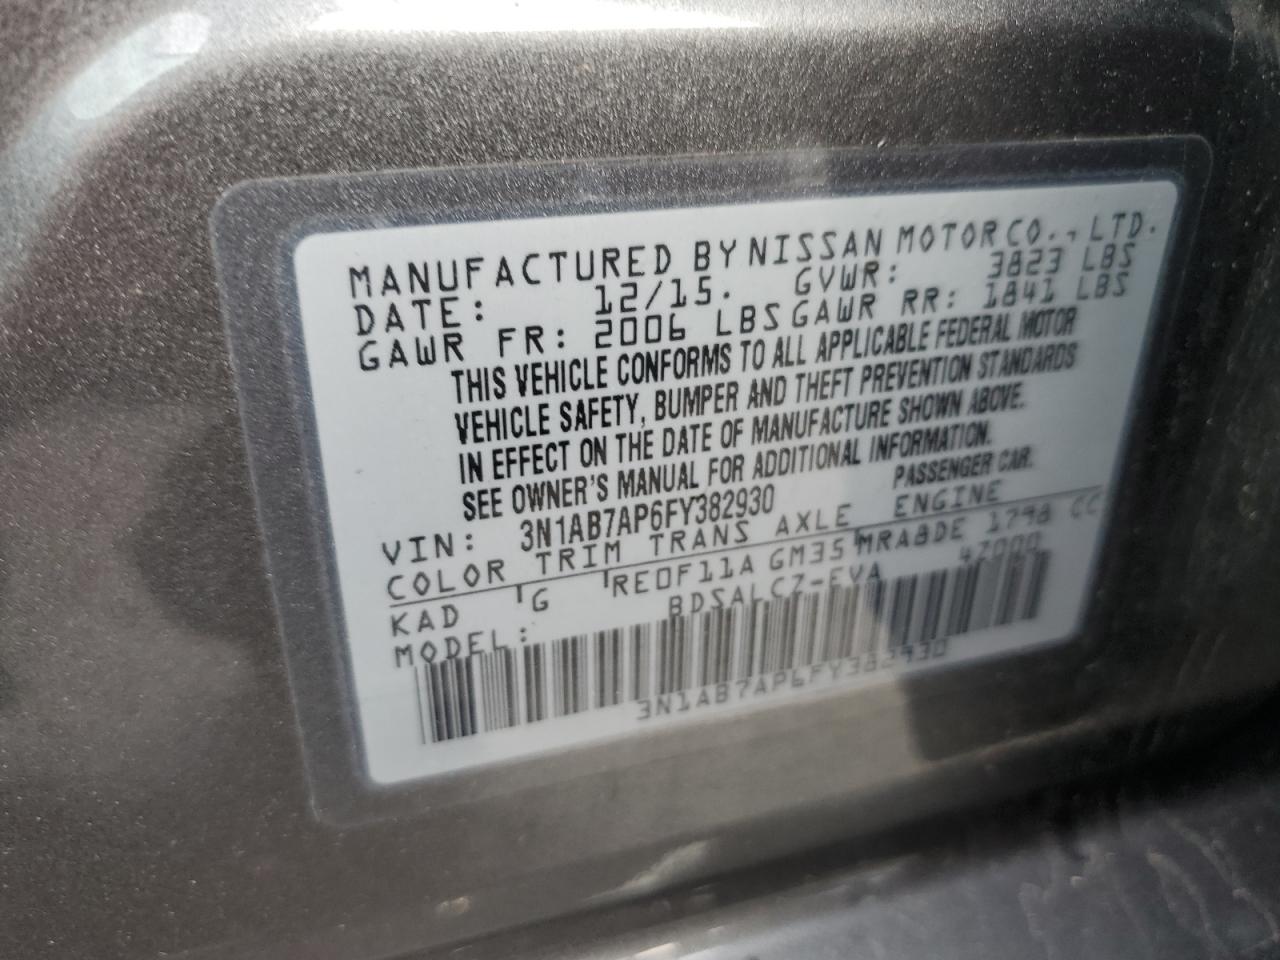 MANUFACTURED BY NISSAN MOTOR CO., LTD.
DATE: 12/15. GVWR: 3823 LBS
GAWR FR: 2006 LBS GAWR RR: 1841 LBS
THIS VEHICLE CONFORMS TO ALL APPLICABLE FEDERAL MOTOR
VEHICLE SAFETY, BUMPER AND THEFT PREVENTION STANDARDS
IN EFFECT ON THE DATE OF MANUFACTURE SHOWN ABOVE.
SEE OWNER'S MANUAL FOR ADDITIONAL INFORMATION.
VIN: 3N1AB7AP6FY382930 PASSENGER CAR.
COLOR TRIM TRANS AXLE ENGINE
KAD G RE0F11A GM35 MRA8DE 1798 CC
MODEL: BDSALCZ-EVA 47000
3N1AB7AP6FY382930